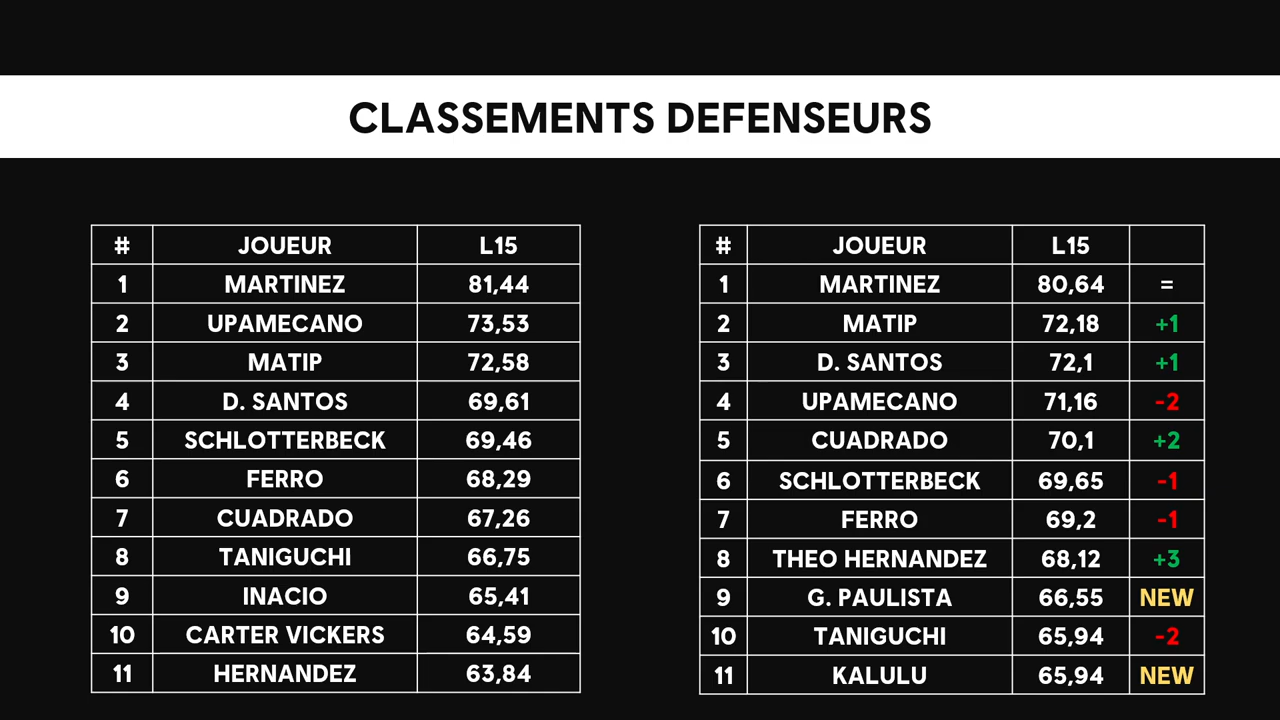 CLASSEMENTS DEFENSEURS
# JOUEUR L15
1 MARTINEZ 81,44
2 UPAMECANO 73,53
3 MATIP 72,58
4 D. SANTOS 69,61
5 SCHLOTTERBECK 69,46
6 FERRO 68,29
7 CUADRADO 67,26
8 TANIGUCHI 66,75
9 INACIO 65,41
10 CARTER VICKERS 64,59
11 HERNANDEZ 63,84
# JOUEUR L15
1 MARTINEZ 80,64 =
2 MATIP 72,18 +1
3 D. SANTOS 72,1 +1
4 UPAMECANO 71,16 -2
5 CUADRADO 70,1 +2
6 SCHLOTTERBECK 69,65 -1
7 FERRO 69,2 -1
8 THEO HERNANDEZ 68,12 +3
9 G. PAULISTA 66,55 NEW
10 TANIGUCHI 65,94 -2
11 KALULU 65,94 NEW